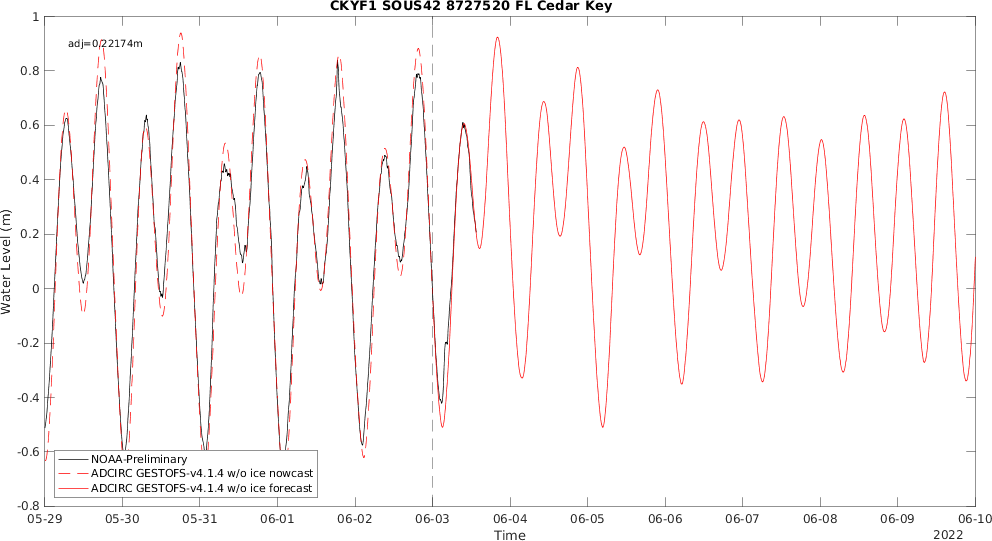 CKYF1 SOUS42 8727520 FL Cedar Key
1
adj=0.22174m
0.8
0.6
0.4
0.2
0
-0.2
-0.4
-0.6
-0.8
Water Level (m)
NOAA-Preliminary
ADCIRC GESTOFS-v4.1.4 w/o ice nowcast
ADCIRC GESTOFS-v4.1.4 w/o ice forecast
05-29 05-30 05-31 06-01 06-02 06-03 06-04 06-05 06-06 06-07 06-08 06-09 06-10
Time
2022